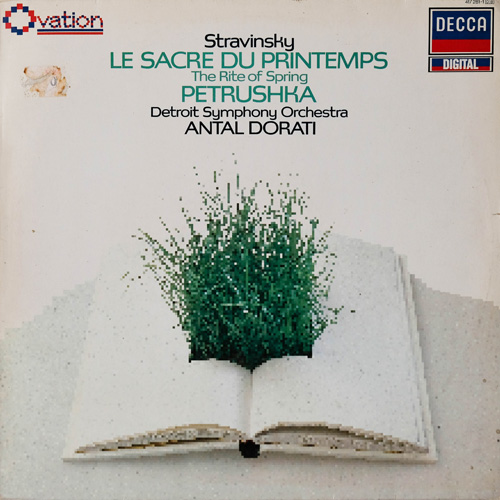 Ovation
Stravinsky
LE SACRE DU PRINTEMPS
The Rite of Spring
PETRUSHKA
Detroit Symphony Orchestra
ANTAL DORATI
DECCA
DIGITAL